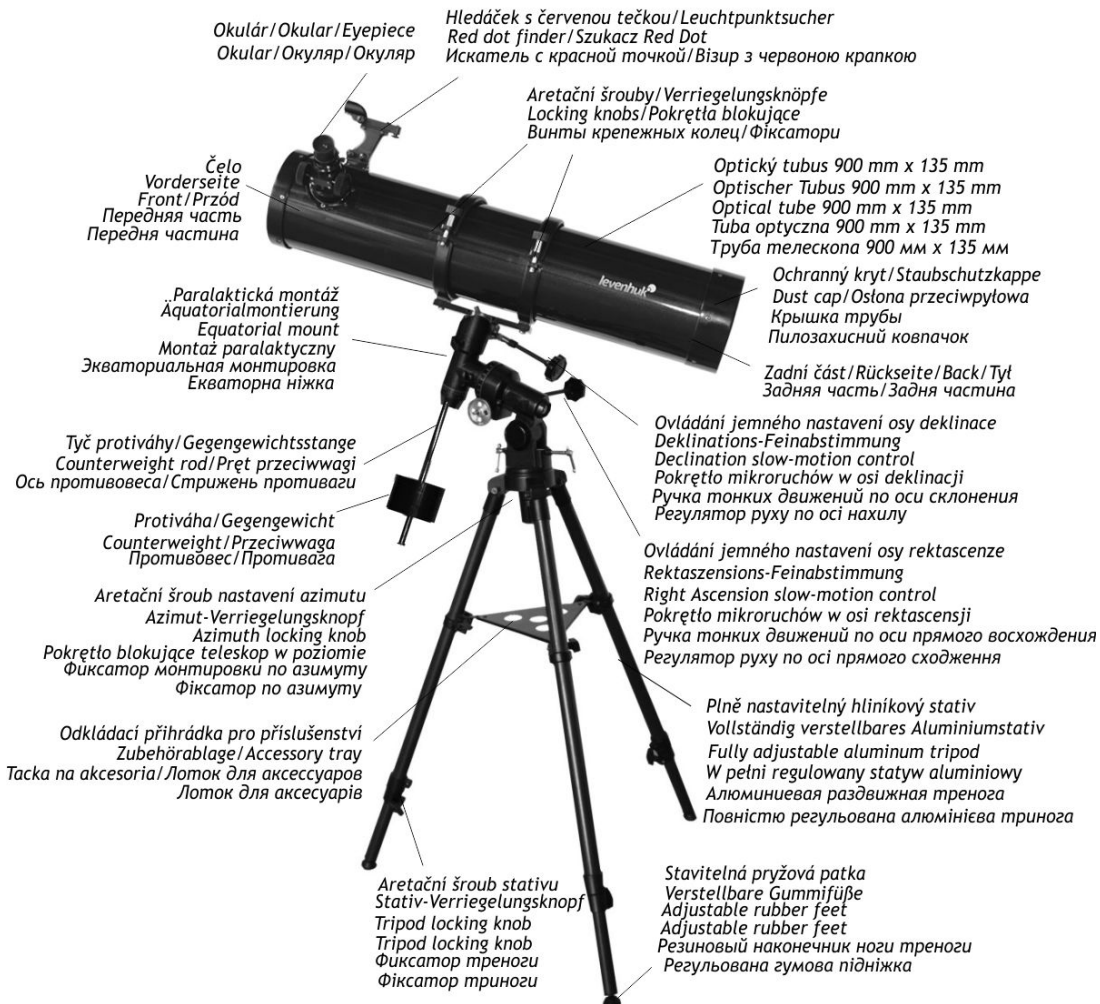 Okulár/Okular/Eyepiece
Okular/Окуляр/Окуляр
Hledáček s červenou tečkou/Leuchtpunktsucher
Red dot finder/Szukacz Red Dot
Искатель с красной точкой/Візир з червоною крапкою
Aretační šrouby/Verriegelungsknöpfe
Locking knobs/Pokrętła blokujące
Винты крепежных колец/Фіксатори
Čelo
Vorderseite
Front/Przód
Передняя часть
Передня частина
Optický tubus 900 mm x 135 mm
Optischer Tubus 900 mm x 135 mm
Optical tube 900 mm x 135 mm
Tuba optyczna 900 mm x 135 mm
Труба телескопа 900 мм x 135 мм
levenhuk
Ochranný kryt/Staubschutzkappe
Dust cap/Osłona przeciwpyłowa
Крышка трубы
Пилозахисний ковпачок
Paralaktická montáž
Äquatorialmontierung
Equatorial mount
Montaż paralaktyczny
Экваториальная монтировка
Екваторна ніжка
Zadní část/Rückseite/Back/Tył
Задняя часть/Задня частина
Tyč protiváhy/Gegengewichtsstange
Counterweight rod/Pręt przeciwwagi
Ось противовеса/Стрижень противаги
Ovládání jemného nastavení osy deklinace
Deklinations-Feinabstimmung
Declination slow-motion control
Pokrętło mikroruchów w osi deklinacji
Ручка тонких движений по оси склонения
Регулятор руху по осі нахилу
Protiváha/Gegengewicht
Counterweight/Przeciwwaga
Противовес/Противага
Ovládání jemného nastavení osy rektascenze
Rektaszensions-Feinabstimmung
Right Ascension slow-motion control
Pokrętło mikroruchów w osi rektascensji
Ручка тонких движений по оси прямого восхождения
Регулятор руху по осі прямого сходження
Aretační šroub nastavení azimutu
Azimut-Verriegelungsknopf
Azimuth locking knob
Pokrętło blokujące teleskop w poziomie
Фиксатор монтировки по азимуту
Фіксатор по азимуту
Odkládací přihrádka pro příslušenství
Zubehörablage/Accessory tray
Tacka na akcesoria/Лоток для аксессуаров
Лоток для аксесуарів
Plně nastavitelný hliníkový stativ
Vollständig verstellbares Aluminiumstativ
Fully adjustable aluminum tripod
W pełni regulowany statyw aluminiowy
Алюминиевая раздвижная тренога
Повністю регульована алюмінієва тринога
Aretační šroub stativu
Stativ-Verriegelungsknopf
Tripod locking knob
Tripod locking knob
Фиксатор треноги
Фіксатор триноги
Stavitelná pryžová patka
Verstellbare Gummifüße
Adjustable rubber feet
Adjustable rubber feet
Резиновый наконечник ноги треноги
Регульована гумова підніжка